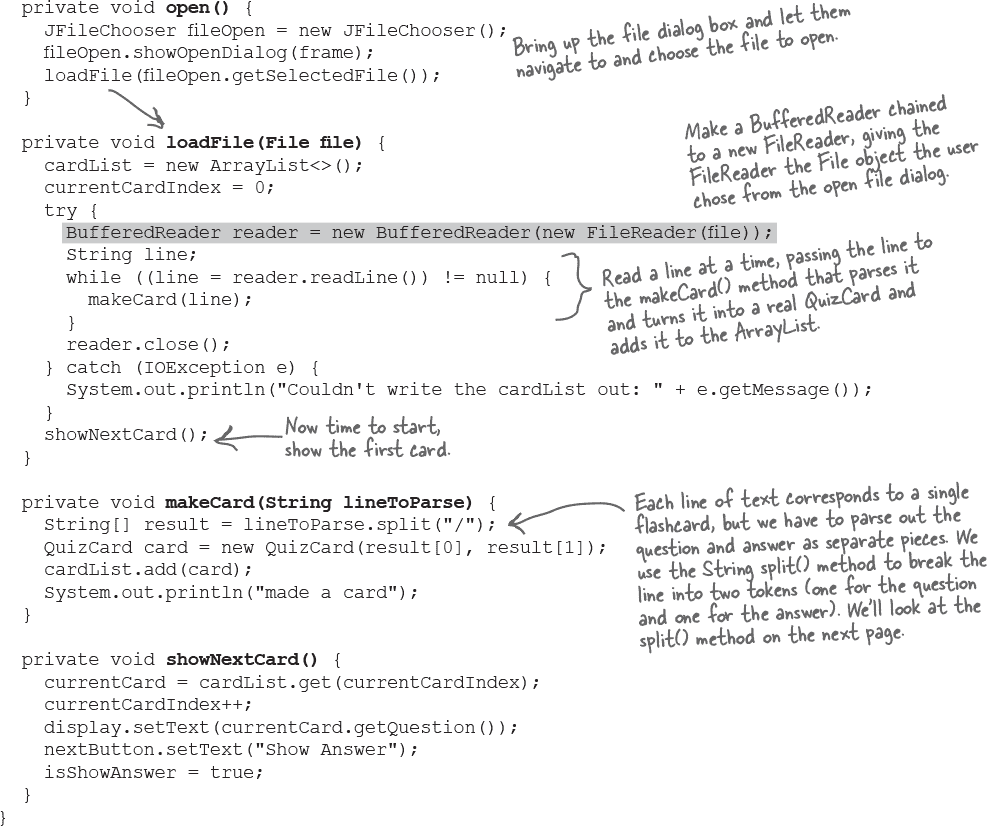 private void open() {
JFileChooser fileOpen = new JFileChooser();
fileOpen.showOpenDialog(frame);
loadFile(fileOpen.getSelectedFile());
}
Bring up the file dialog box and let them
navigate to and choose the file to open.
private void loadFile(File file) {
cardList = new ArrayList<>();
currentCardIndex = 0;
try {
BufferedReader reader = new BufferedReader(new FileReader(file));
String line;
while ((line = reader.readLine()) != null) {
makeCard(line);
}
reader.close();
} catch (IOException e) {
System.out.println("Couldn't write the cardList out: " + e.getMessage());
}
showNextCard();
}
Make a BufferedReader chained
to a new FileReader, giving the
FileReader the File object the user
chose from the open file dialog.
Read a line at a time, passing the line to
the makeCard() method that parses it
and turns it into a real QuizCard and
adds it to the ArrayList.
Now time to start,
show the first card.
private void makeCard(String lineToParse) {
String[] result = lineToParse.split("/");
QuizCard card = new QuizCard(result[0], result[1]);
cardList.add(card);
System.out.println("made a card");
}
Each line of text corresponds to a single
flashcard, but we have to parse out the
question and answer as separate pieces. We
use the String split() method to break the
line into two tokens (one for the question
and one for the answer). We'll look at the
split() method on the next page.
private void showNextCard() {
currentCard = cardList.get(currentCardIndex);
currentCardIndex++;
display.setText(currentCard.getQuestion());
nextButton.setText("Show Answer");
isShowAnswer = true;
}
}